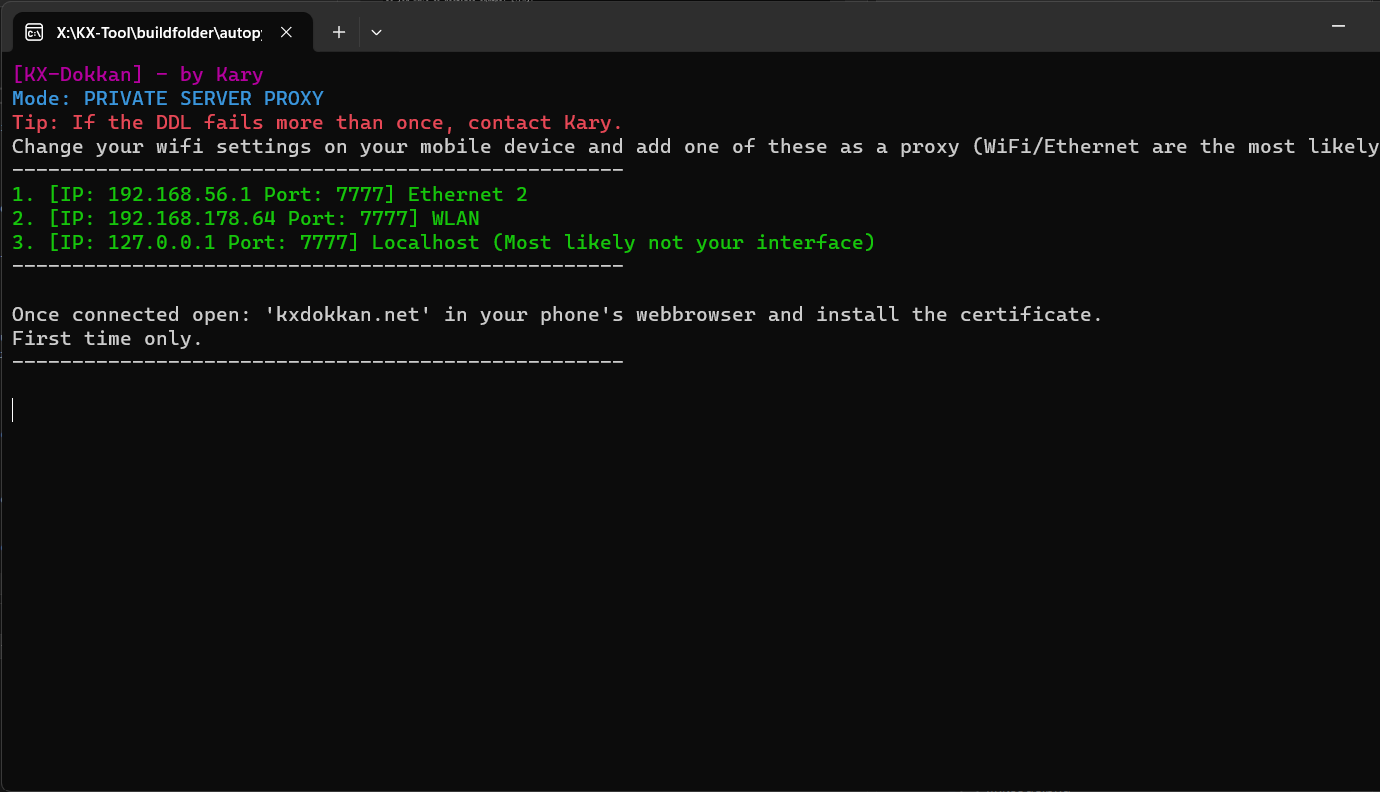 X:\KX-Tool\buildfolder\autop
[KX-Dokkan] - by Kary
Mode: PRIVATE SERVER PROXY
Tip: If the DDL fails more than once, contact Kary.
Change your wifi settings on your mobile device and add one of these as a proxy (WiFi/Ethernet are the most likely
---------------------------------------------------
1. [IP: 192.168.56.1 Port: 7777] Ethernet 2
2. [IP: 192.168.178.64 Port: 7777] WLAN
3. [IP: 127.0.0.1 Port: 7777] Localhost (Most likely not your interface)
---------------------------------------------------
Once connected open: 'kxdokkan.net' in your phone's webbrowser and install the certificate.
First time only.
---------------------------------------------------